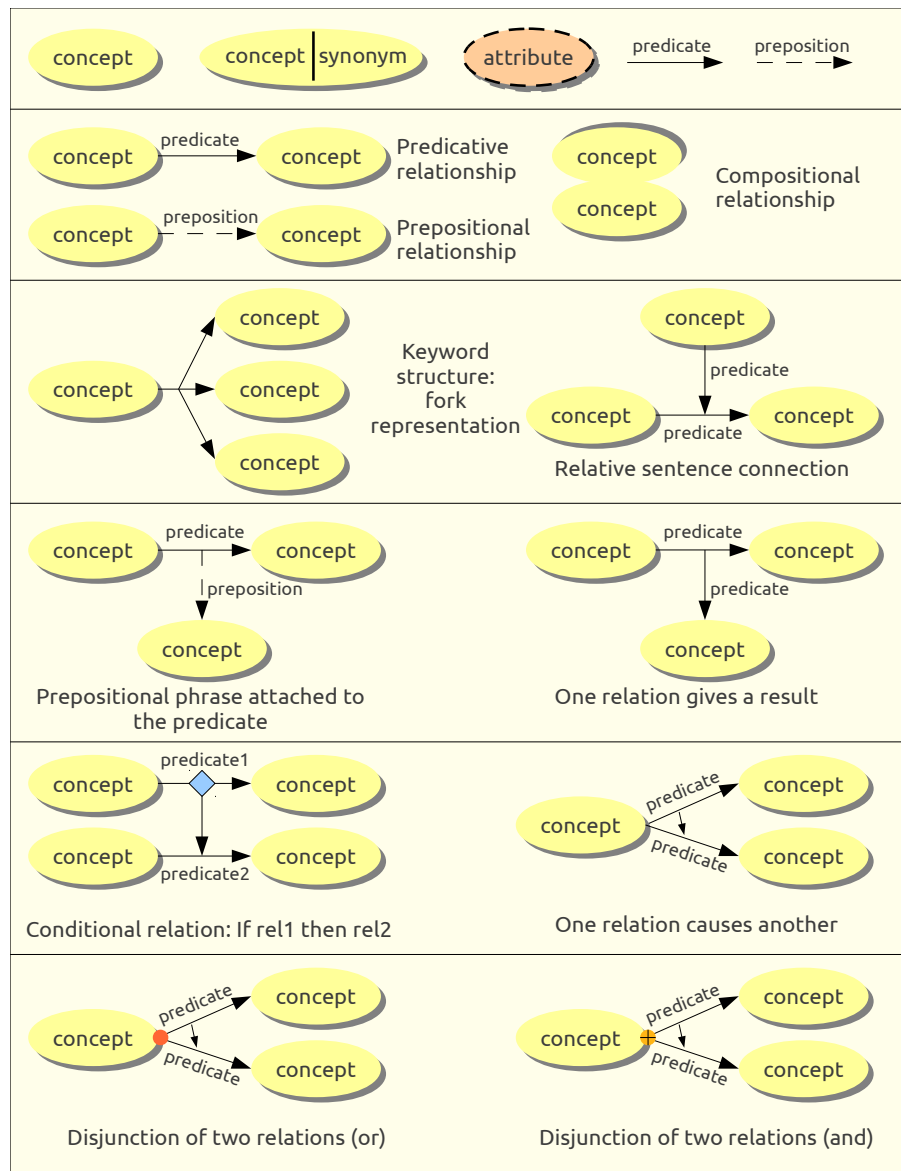 concept
concept | synonym
attribute
predicate
preposition
concept
predicate
concept
Predicative
relationship
concept
preposition
concept
Prepositional
relationship
concept
concept
Compositional
relationship
concept
concept
concept
concept
Keyword
structure:
fork
representation
concept
predicate
concept
predicate
concept
Relative sentence connection
concept
predicate
concept
preposition
concept
Prepositional phrase attached to
the predicate
concept
predicate
concept
predicate
concept
One relation gives a result
concept
predicate1
concept
concept
predicate2
concept
Conditional relation: If rel1 then rel2
concept
predicate
concept
predicate
concept
One relation causes another
concept
predicate
concept
predicate
concept
Disjunction of two relations (or)
concept
predicate
concept
predicate
concept
Disjunction of two relations (and)